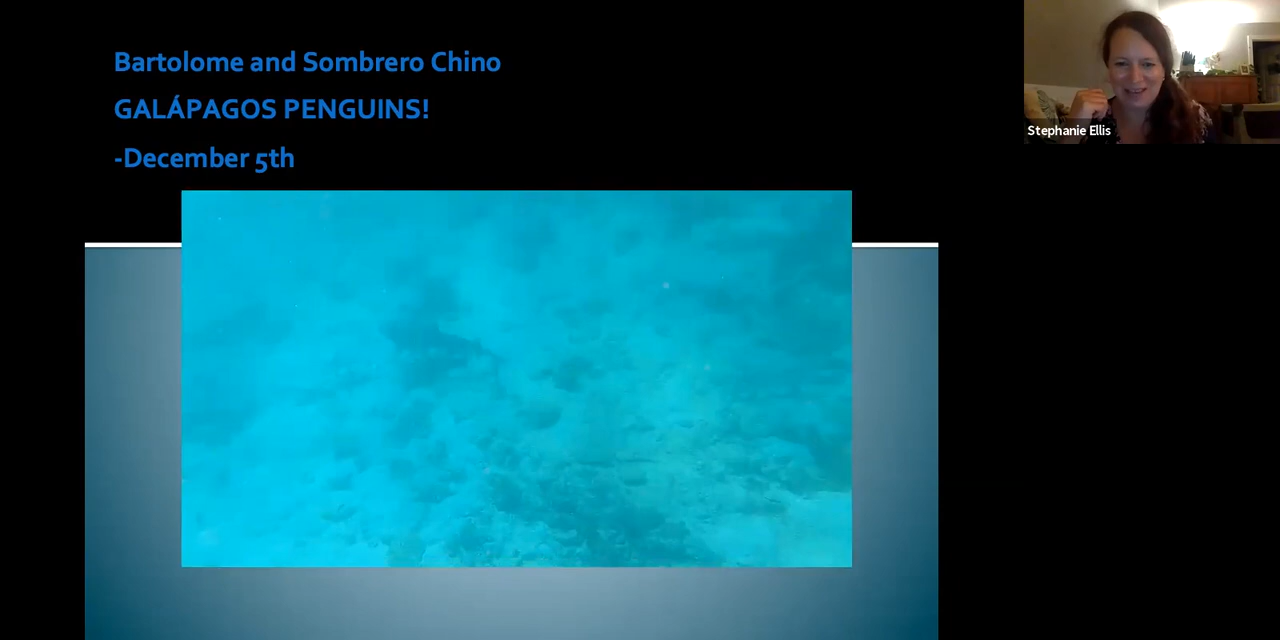 Bartolome and Sombrero Chino
GALÁPAGOS PENGUINS!
-December 5th
Stephanie Ellis